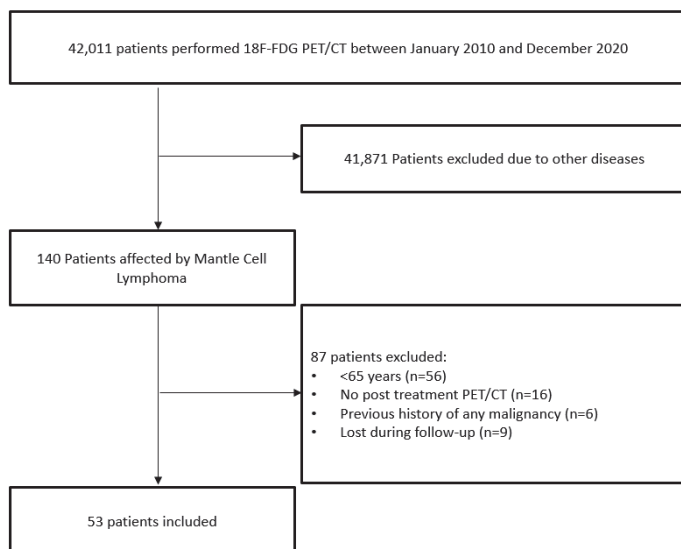 42,011 patients performed 18F-FDG PET/CT between January 2010 and December 2020
41,871 Patients excluded due to other diseases
140 Patients affected by Mantle Cell
Lymphoma
87 patients excluded:
• <65 years (n=56)
• No post treatment PET/CT (n=16)
• Previous history of any malignancy (n=6)
• Lost during follow-up (n=9)
53 patients included